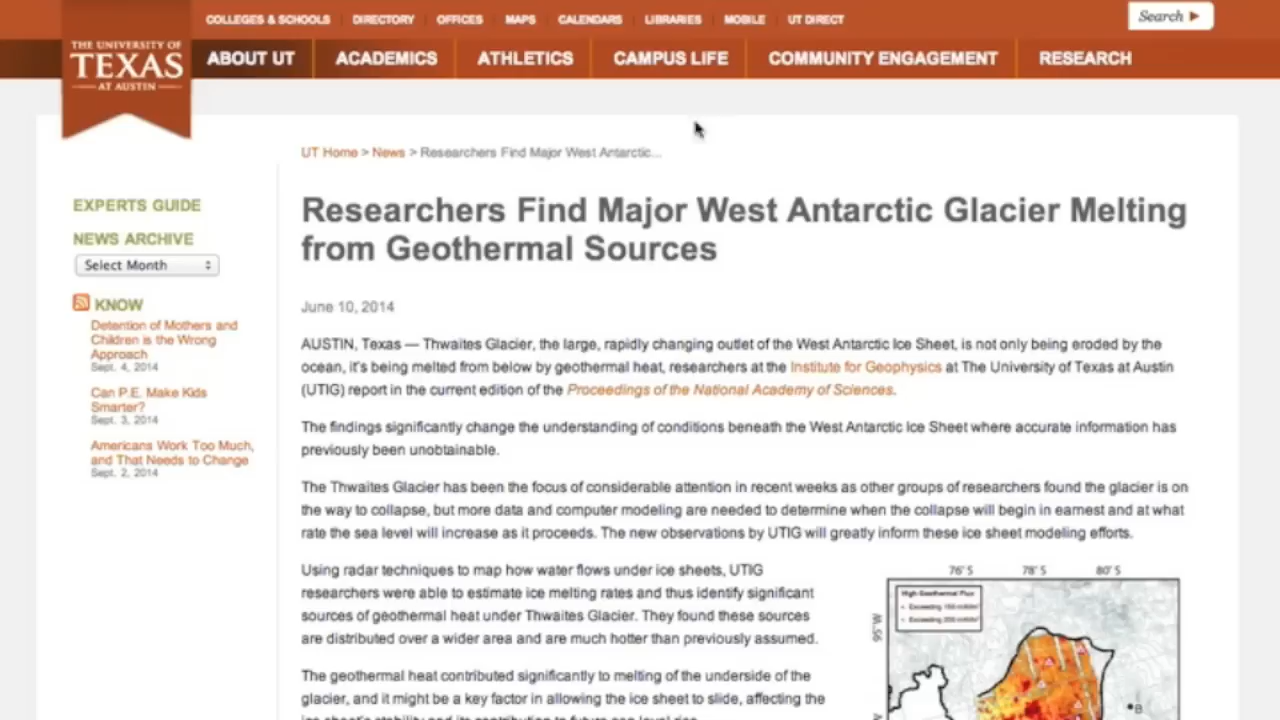 COLLEGES & SCHOOLS DIRECTORY OFFICES MAPS CALENDARS LIBRARIES MOBILE UT DIRECT
Search
THE UNIVERSITY OF
TEXAS
AT AUSTIN
ABOUT UT ACADEMICS ATHLETICS CAMPUS LIFE COMMUNITY ENGAGEMENT RESEARCH
UT Home > News > Researchers Find Major West Antarctic...
EXPERTS GUIDE
NEWS ARCHIVE
Select Month
KNOW
Detention of Mothers and
Children is the Wrong
Approach
Sept. 4, 2014
Can P.E. Make Kids
Smarter?
Sept. 3, 2014
Americans Work Too Much,
and That Needs to Change
Sept. 2, 2014
Researchers Find Major West Antarctic Glacier Melting
from Geothermal Sources
June 10, 2014
AUSTIN, Texas — Thwaites Glacier, the large, rapidly changing outlet of the West Antarctic Ice Sheet, is not only being eroded by the
ocean, it's being melted from below by geothermal heat, researchers at the Institute for Geophysics at The University of Texas at Austin
(UTIG) report in the current edition of the Proceedings of the National Academy of Sciences.
The findings significantly change the understanding of conditions beneath the West Antarctic Ice Sheet where accurate information has
previously been unobtainable.
The Thwaites Glacier has been the focus of considerable attention in recent weeks as other groups of researchers found the glacier is on
the way to collapse, but more data and computer modeling are needed to determine when the collapse will begin in earnest and at what
rate the sea level will increase as it proceeds. The new observations by UTIG will greatly inform these ice sheet modeling efforts.
Using radar techniques to map how water flows under ice sheets, UTIG
researchers were able to estimate ice melting rates and thus identify significant
sources of geothermal heat under Thwaites Glacier. They found these sources
are distributed over a wider area and are much hotter than previously assumed.
The geothermal heat contributed significantly to melting of the underside of the
glacier, and it might be a key factor in allowing the ice sheet to slide, affecting the
ice sheet's stability and its contribution to future sea level rise.
76° S 78° S 80° S
High Geothermal Flux
95° W
B